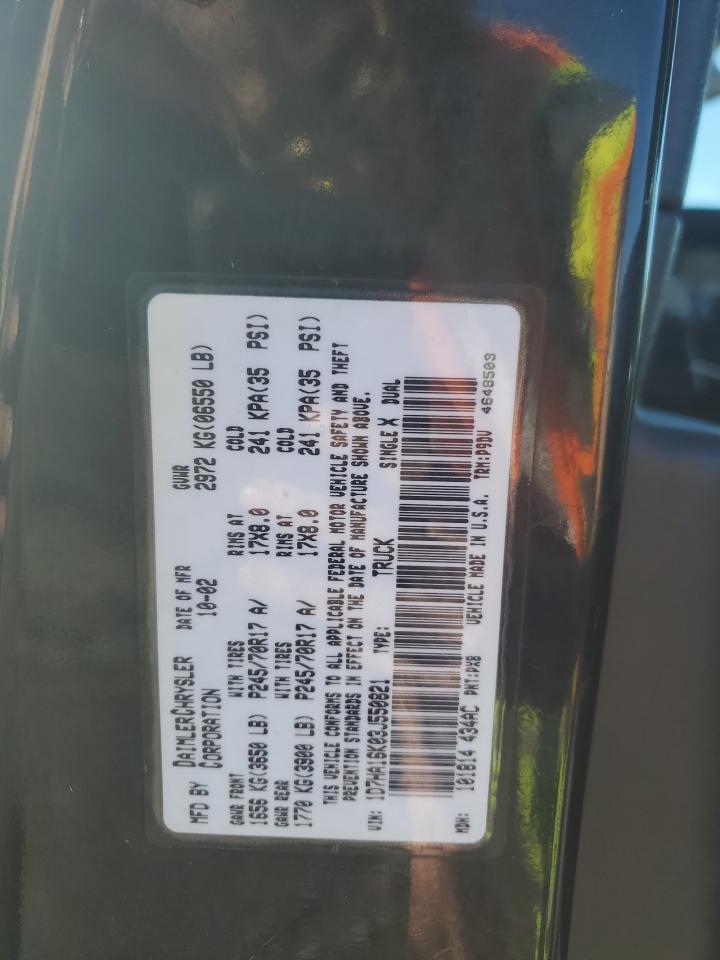 MFD BY DAIMLERCHRYSLER CORPORATION DATE OF MFR 10-02 GVWR 2972 KG(06550 LB)
GAWR FRONT WITH TIRES RIMS AT COLD
1656 KG(3650 LB) P245/70R17 A/ 17X8.0 241 KPA(35 PSI)
GAWR REAR WITH TIRES RIMS AT COLD
1770 KG(3900 LB) P245/70R17 A/ 17X8.0 241 KPA(35 PSI)
THIS VEHICLE CONFORMS TO ALL APPLICABLE FEDERAL MOTOR VEHICLE SAFETY AND THEFT
PREVENTION STANDARDS IN EFFECT ON THE DATE OF MANUFACTURE SHOWN ABOVE.
VIN: 1D7HA16K03J550821 TYPE: TRUCK SINGLE X DUAL
MDH: 101814 434AC PNT:PXB VEHICLE MADE IN U.S.A. TRM:P9DV 4648503